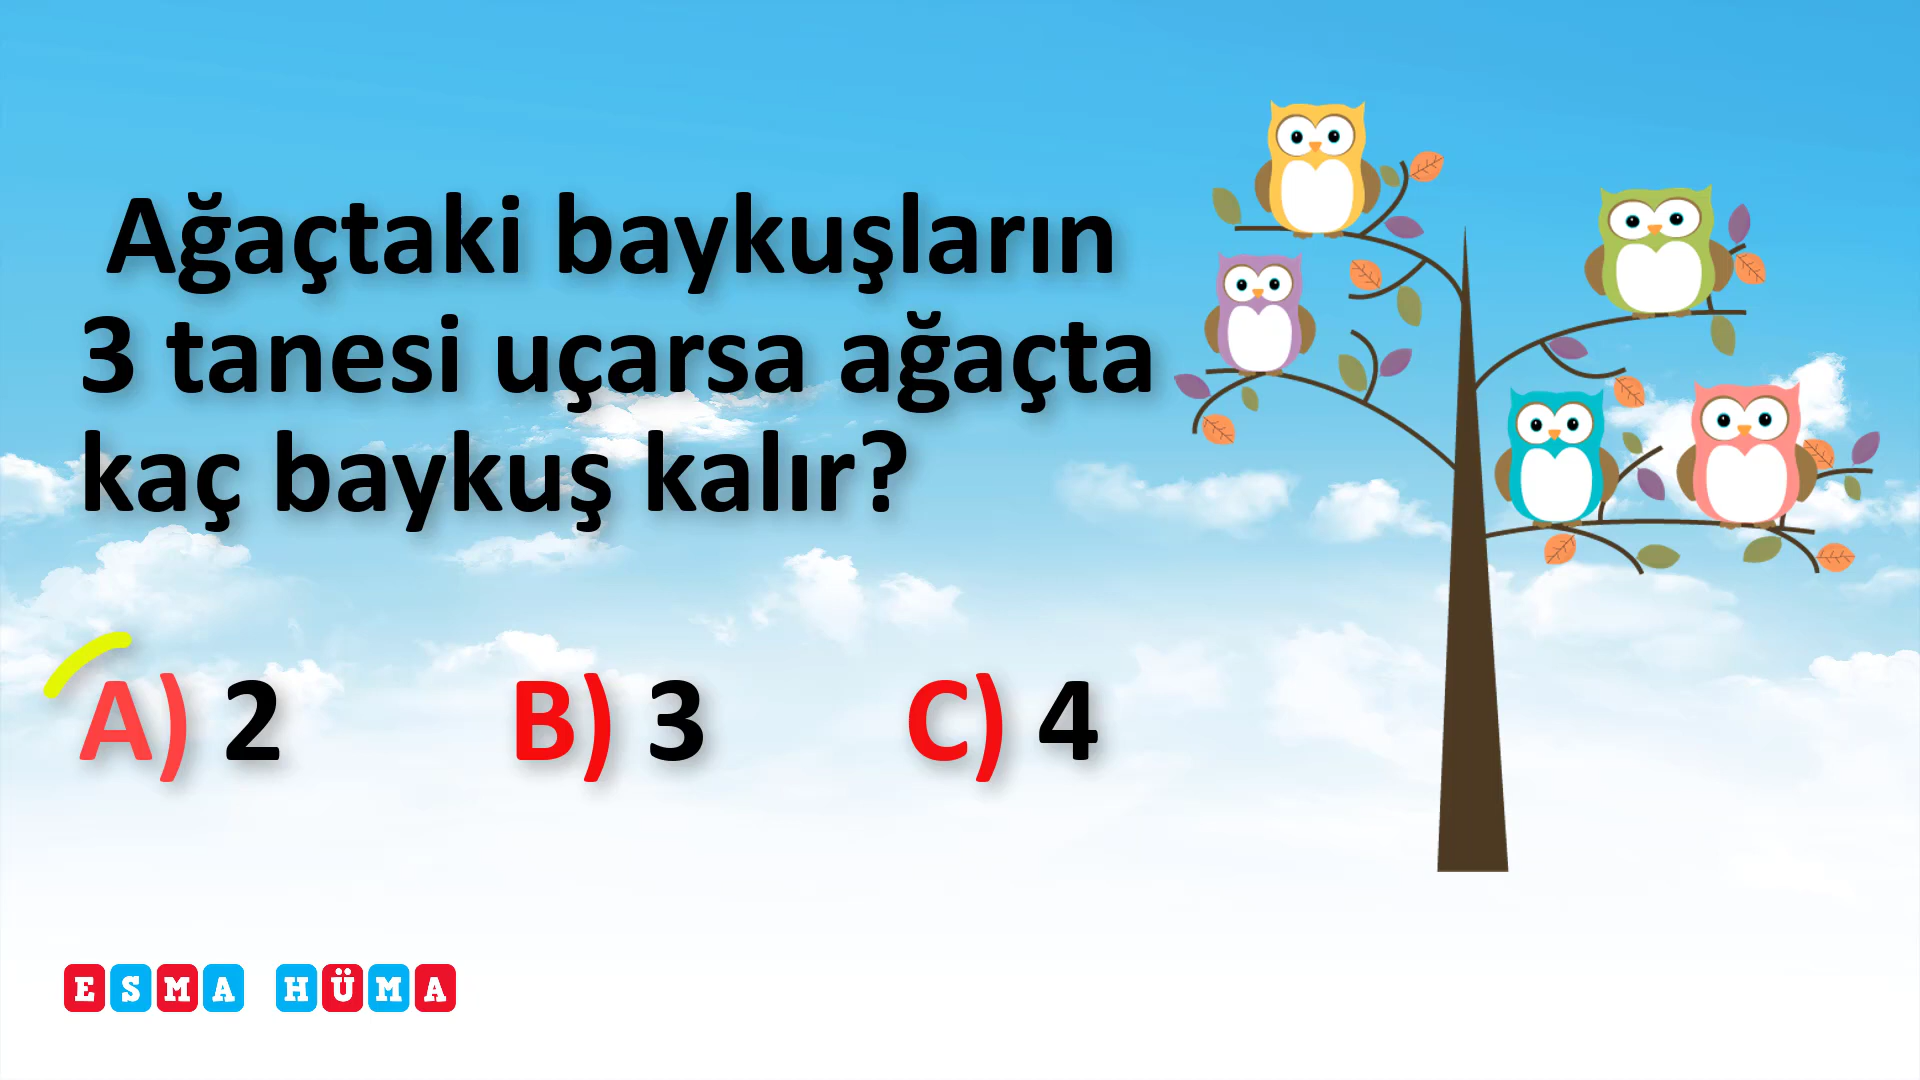 Ağaçtaki baykuşların
3 tanesi uçarsa ağaçta
kaç baykuş kalır?
A) 2 B) 3 C) 4
ESMA HÜMA